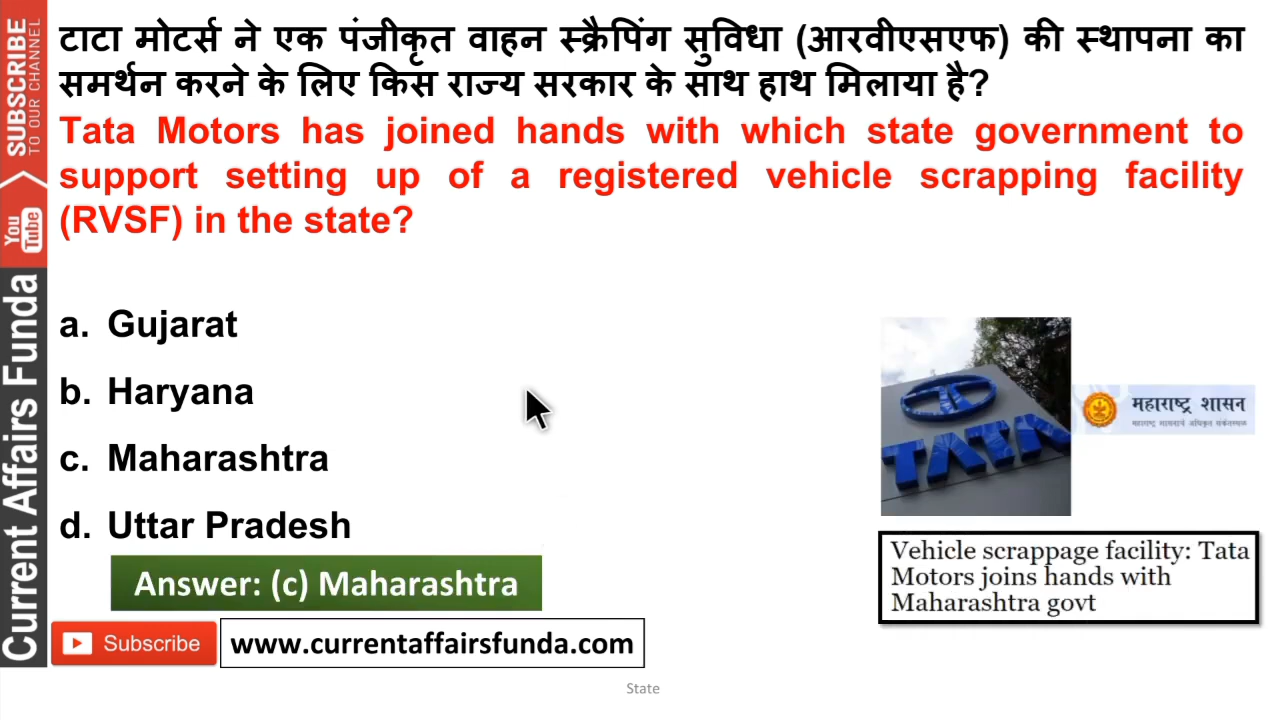 SUBSCRIBE
TO OUR CHANNEL
You
Tube
Current Affairs Funda
टाटा मोटर्स ने एक पंजीकृत वाहन स्क्रैपिंग सुविधा (आरवीएसएफ) की स्थापना का
समर्थन करने के लिए किस राज्य सरकार के साथ हाथ मिलाया है?
Tata Motors has joined hands with which state government to
support setting up of a registered vehicle scrapping facility
(RVSF) in the state?
a. Gujarat
b. Haryana
c. Maharashtra
d. Uttar Pradesh
TATA
महाराष्ट्र शासन
Vehicle scrappage facility: Tata
Motors joins hands with
Maharashtra govt
Answer: (c) Maharashtra
Subscribe
www.currentaffairsfunda.com
State